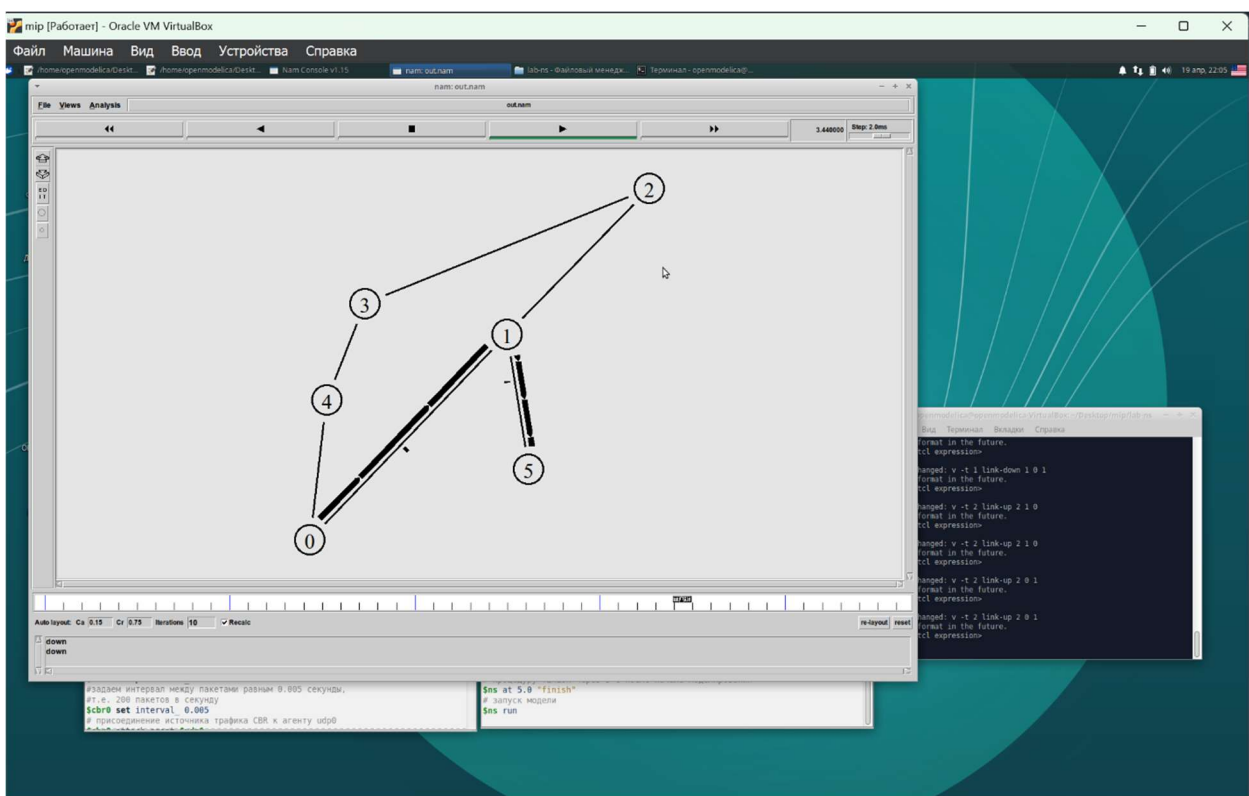 mip [Работает] - Oracle VM VirtualBox
Файл Машина Вид Ввод Устройства Справка
/home/openmodelica/Deskt... /home/openmodelica/Deskt... Nam Console v1.15 nam: out.nam lab-ns - Файловый менедж... Терминал - openmodelica@... 19 апр, 22:05
nam: out.nam
File Views Analysis out.nam
3.440000 Step: 2.0ms
2
3
1
4
5
0
Auto layout: Ca 0.15 Cr 0.75 Iterations 10 Recalc re-layout reset
down
down
#задаем интервал между пакетами равным 0.005 секунды,
#т.е. 200 пакетов в секунду
$cbr0 set interval_ 0.005
# присоединение источника трафика CBR к агенту udp0
$ns at 5.0 "finish"
# запуск модели
$ns run
Вид Терминал Вкладки Справка
format in the future.
tcl expression>
hanged: v -t 1 link-down 1 0 1
format in the future.
tcl expression>
hanged: v -t 2 link-up 2 1 0
format in the future.
tcl expression>
hanged: v -t 2 link-up 2 1 0
format in the future.
tcl expression>
hanged: v -t 2 link-up 2 0 1
format in the future.
tcl expression>
hanged: v -t 2 link-up 2 0 1
format in the future.
tcl expression>